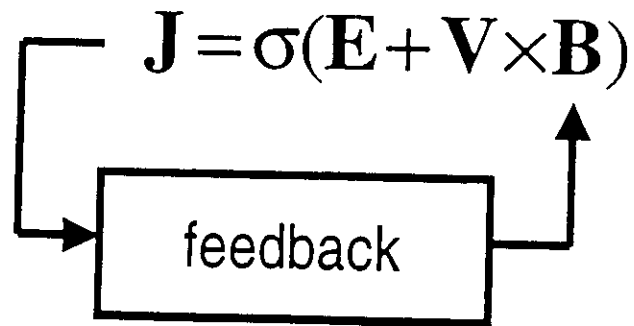 J = σ(E + V × B)
feedback